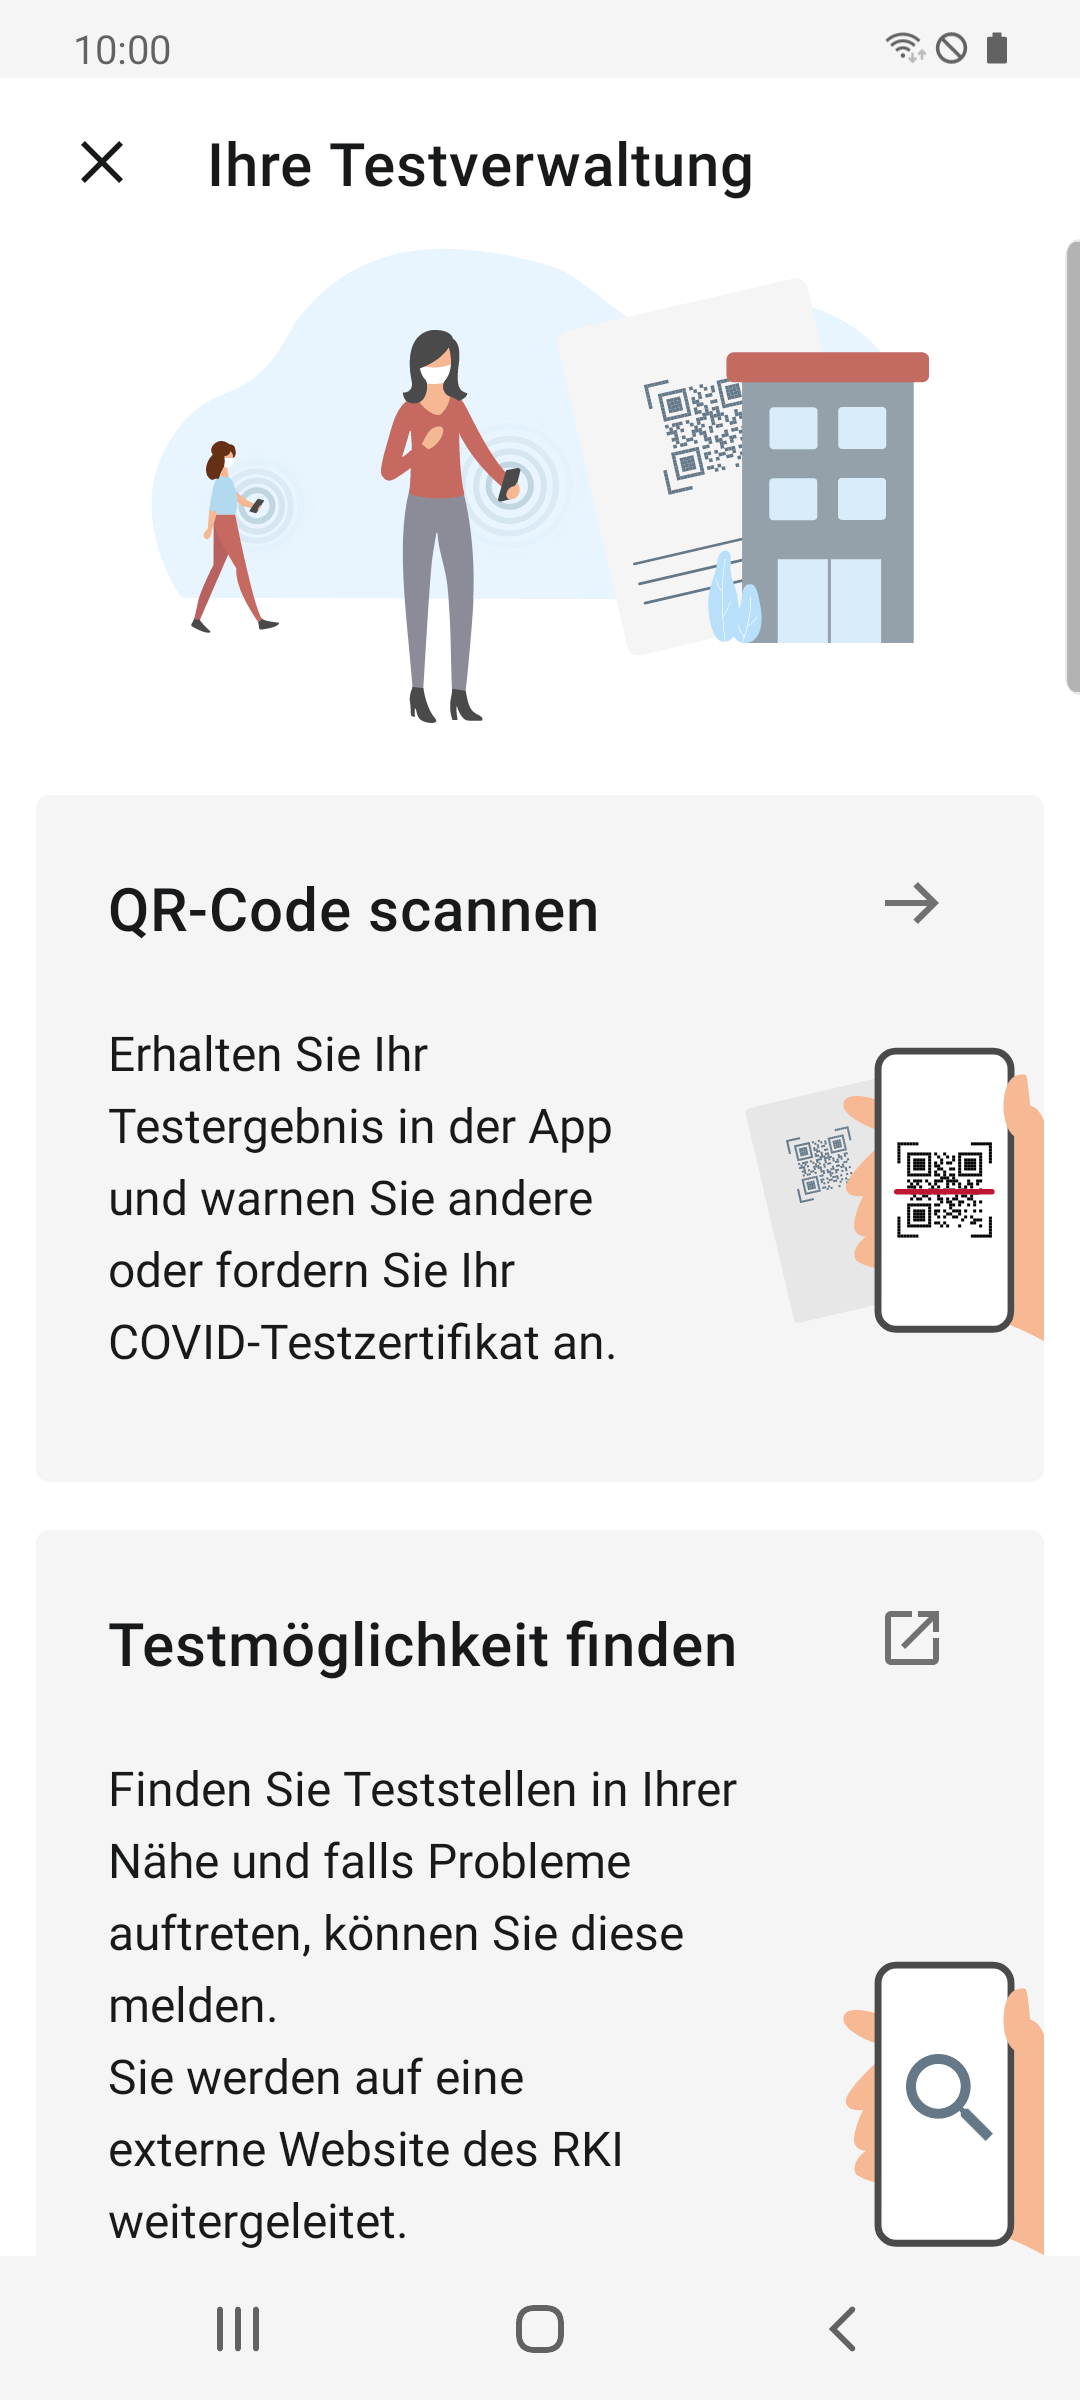 10:00
Ihre Testverwaltung
QR-Code scannen
Erhalten Sie Ihr
Testergebnis in der App
und warnen Sie andere
oder fordern Sie Ihr
COVID-Testzertifikat an.
Testmöglichkeit finden
Finden Sie Teststellen in Ihrer
Nähe und falls Probleme
auftreten, können Sie diese
melden.
Sie werden auf eine
externe Website des RKI
weitergeleitet.